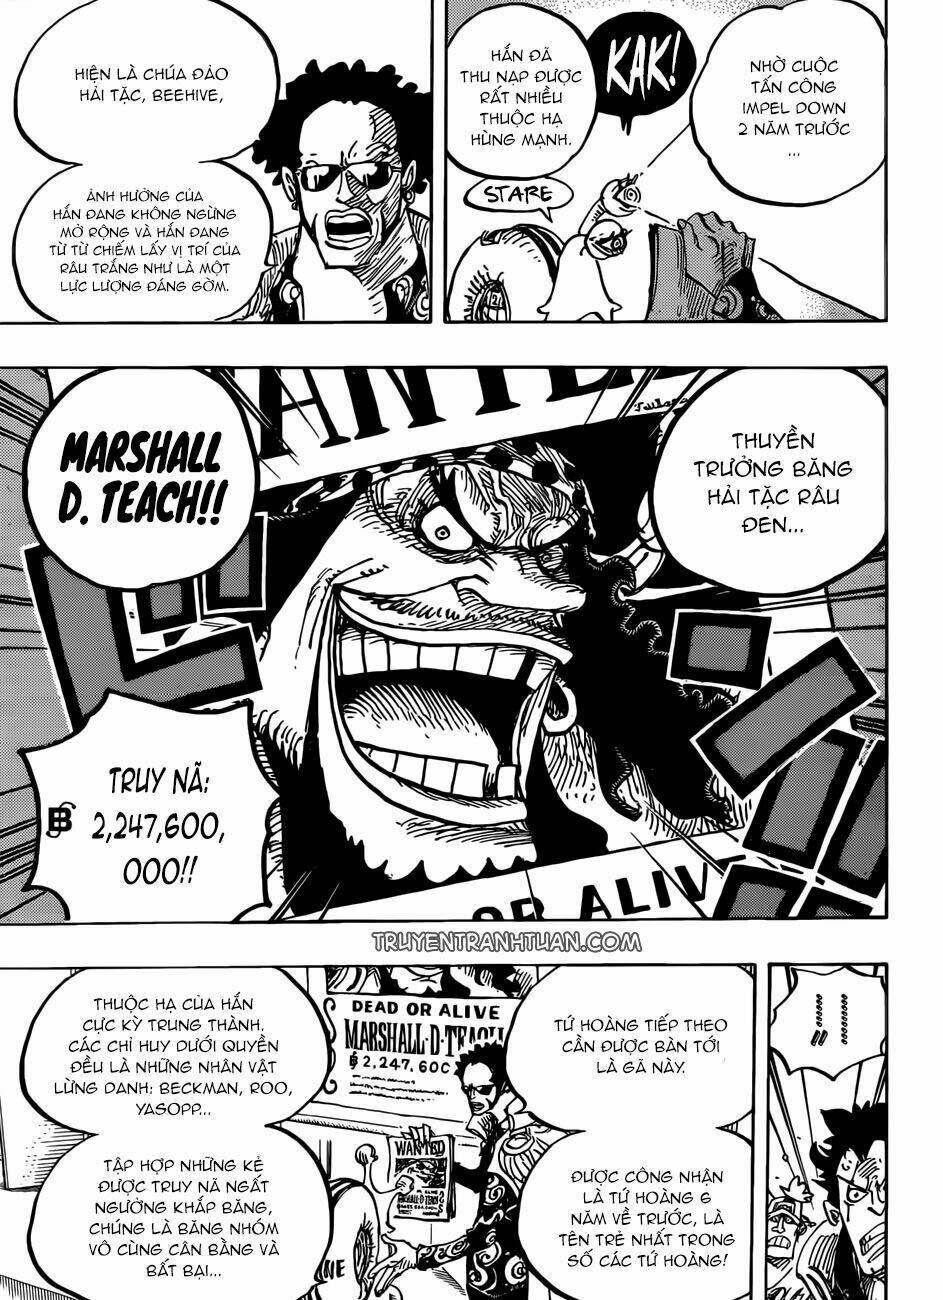 NHỜ CUỘC
TẤN CÔNG
IMPEL DOWN
2 NĂM TRƯỚC
...
KAK!
HẮN ĐÃ
THU NẠP ĐƯỢC
RẤT NHIỀU
THUỘC HẠ
HÙNG MẠNH.
STARE
HIỆN LÀ CHÚA ĐẢO
HẢI TẶC, BEEHIVE,
ẢNH HƯỞNG CỦA
HẮN ĐANG KHÔNG NGỪNG
MỞ RỘNG VÀ HẮN ĐANG
TỪ TỪ CHIẾM LẤY VỊ TRÍ CỦA
RÂU TRẮNG NHƯ LÀ MỘT
LỰC LƯỢNG ĐÁNG GỜM.
THUYỀN
TRƯỞNG BĂNG
HẢI TẶC RÂU
ĐEN...
MARSHALL
D. TEACH!!
TRUY NÃ:
฿ 2,247,600,
000!!
OR ALIVE
TRUYENTRANHTUAN.COM
!!
TỨ HOÀNG TIẾP THEO
CẦN ĐƯỢC BÀN TỚI
LÀ GÃ NÀY.
ĐƯỢC CÔNG NHẬN
LÀ TỨ HOÀNG 6
NĂM VỀ TRƯỚC, LÀ
TÊN TRẺ NHẤT TRONG
SỐ CÁC TỨ HOÀNG!
DEAD OR ALIVE
MARSHALL·D·TEACH
฿2,247,60
WANTED
THUỘC HẠ CỦA HẮN
CỰC KỲ TRUNG THÀNH.
CÁC CHỈ HUY DƯỚI QUYỀN
ĐỀU LÀ NHỮNG NHÂN VẬT
LỪNG DANH: BECKMAN, ROO,
YASOPP...
TẬP HỢP NHỮNG KẺ
ĐƯỢC TRUY NÃ NGẤT
NGƯỞNG KHẮP BĂNG,
CHÚNG LÀ BĂNG NHÓM
VÔ CÙNG CÂN BẰNG VÀ
BẤT BẠI...